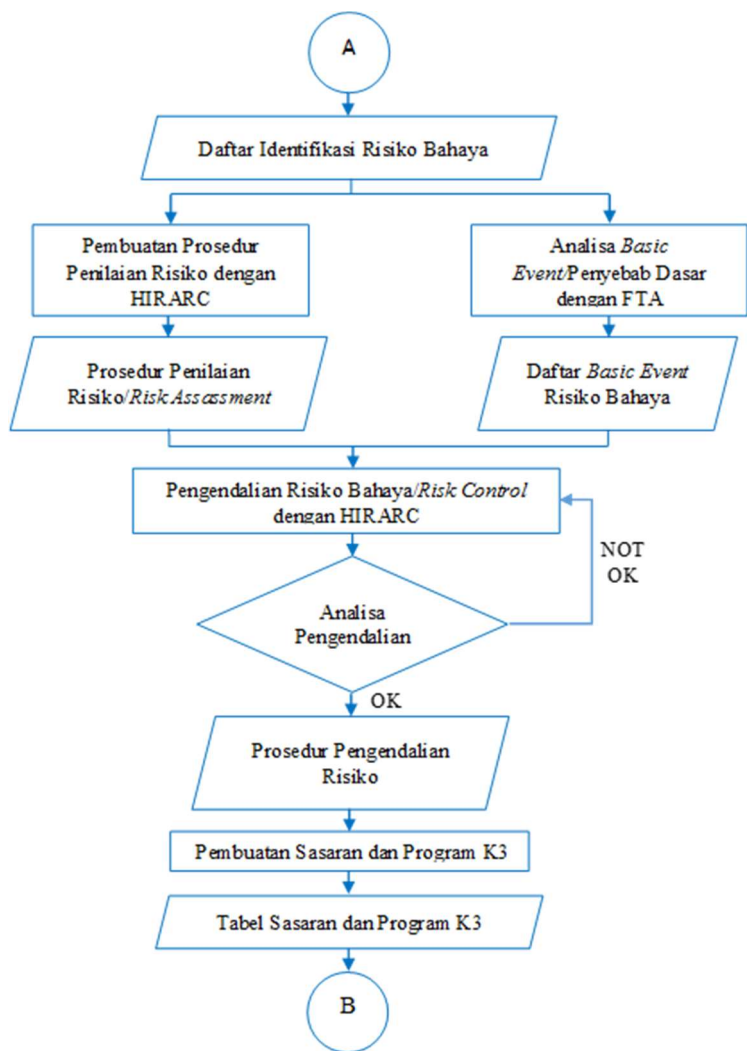 A
Daftar Identifikasi Risiko Bahaya
Pembuatan Prosedur
Penilaian Risiko dengan
HIRARC
Analisa Basic
Event/Penyebab Dasar
dengan FTA
Prosedur Penilaian
Risiko/Risk Assassment
Daftar Basic Event
Risiko Bahaya
Pengendalian Risiko Bahaya/Risk Control
dengan HIRARC
NOT
OK
Analisa
Pengendalian
OK
Prosedur Pengendalian
Risiko
Pembuatan Sasaran dan Program K3
Tabel Sasaran dan Program K3
B